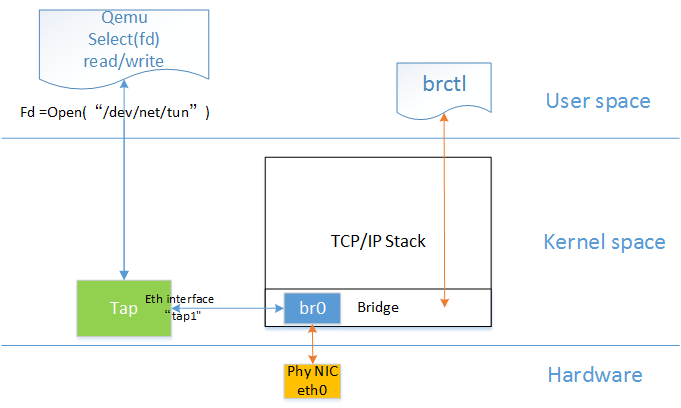 Qemu
Select(fd)
read/write
brctl
User space
Fd =Open(“/dev/net/tun”)
TCP/IP Stack
Kernel space
Tap
Eth interface
“tap1"
br0
Bridge
Phy NIC
eth0
Hardware